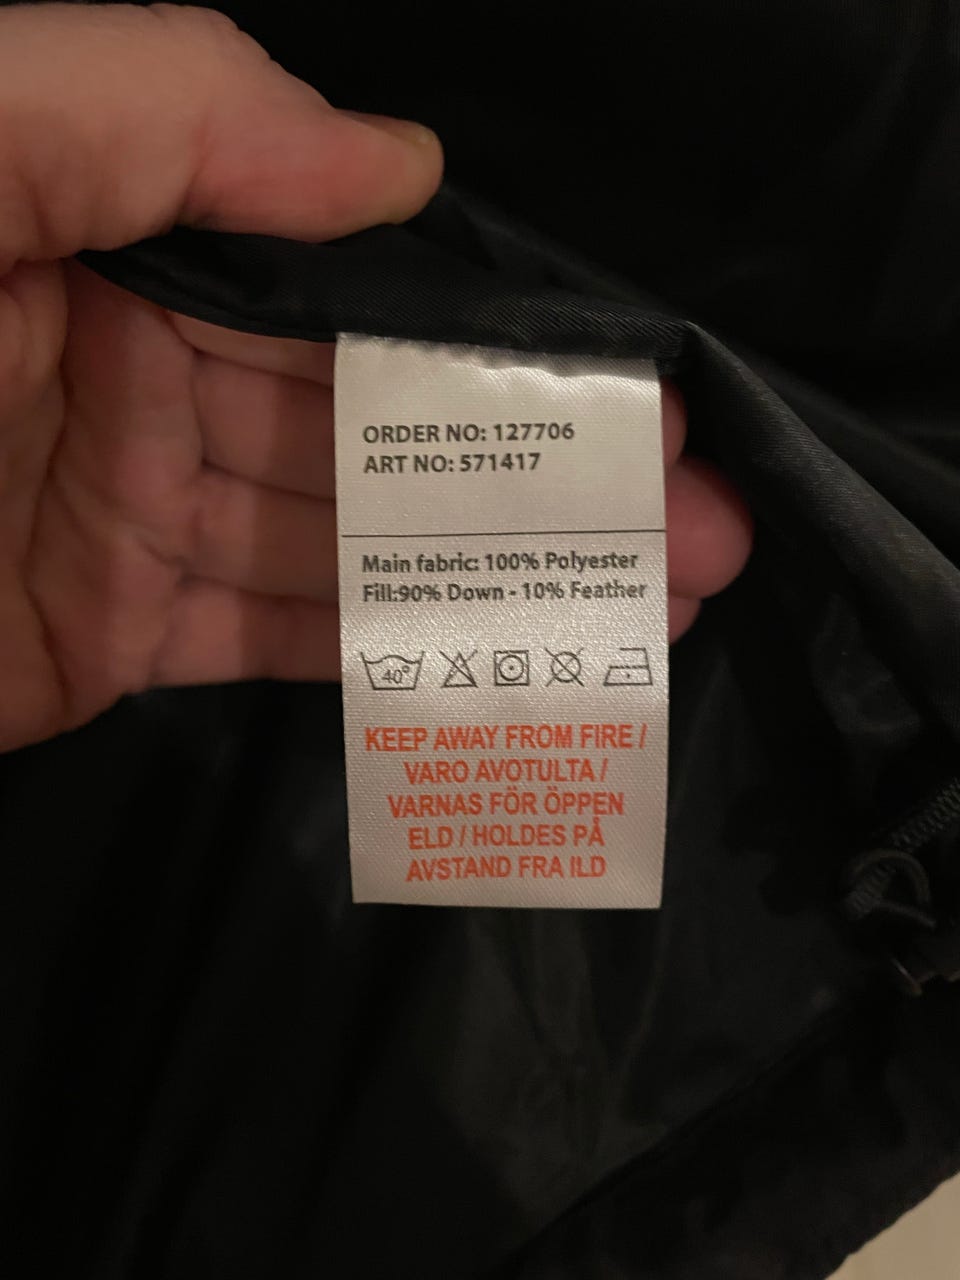 ORDER NO: 127706
ART NO: 571417
Main fabric: 100% Polyester
Fill:90% Down - 10% Feather
40°
KEEP AWAY FROM FIRE /
VARO AVOTULTA /
VARNAS FÖR ÖPPEN
ELD / HOLDES PÅ
AVSTAND FRA ILD